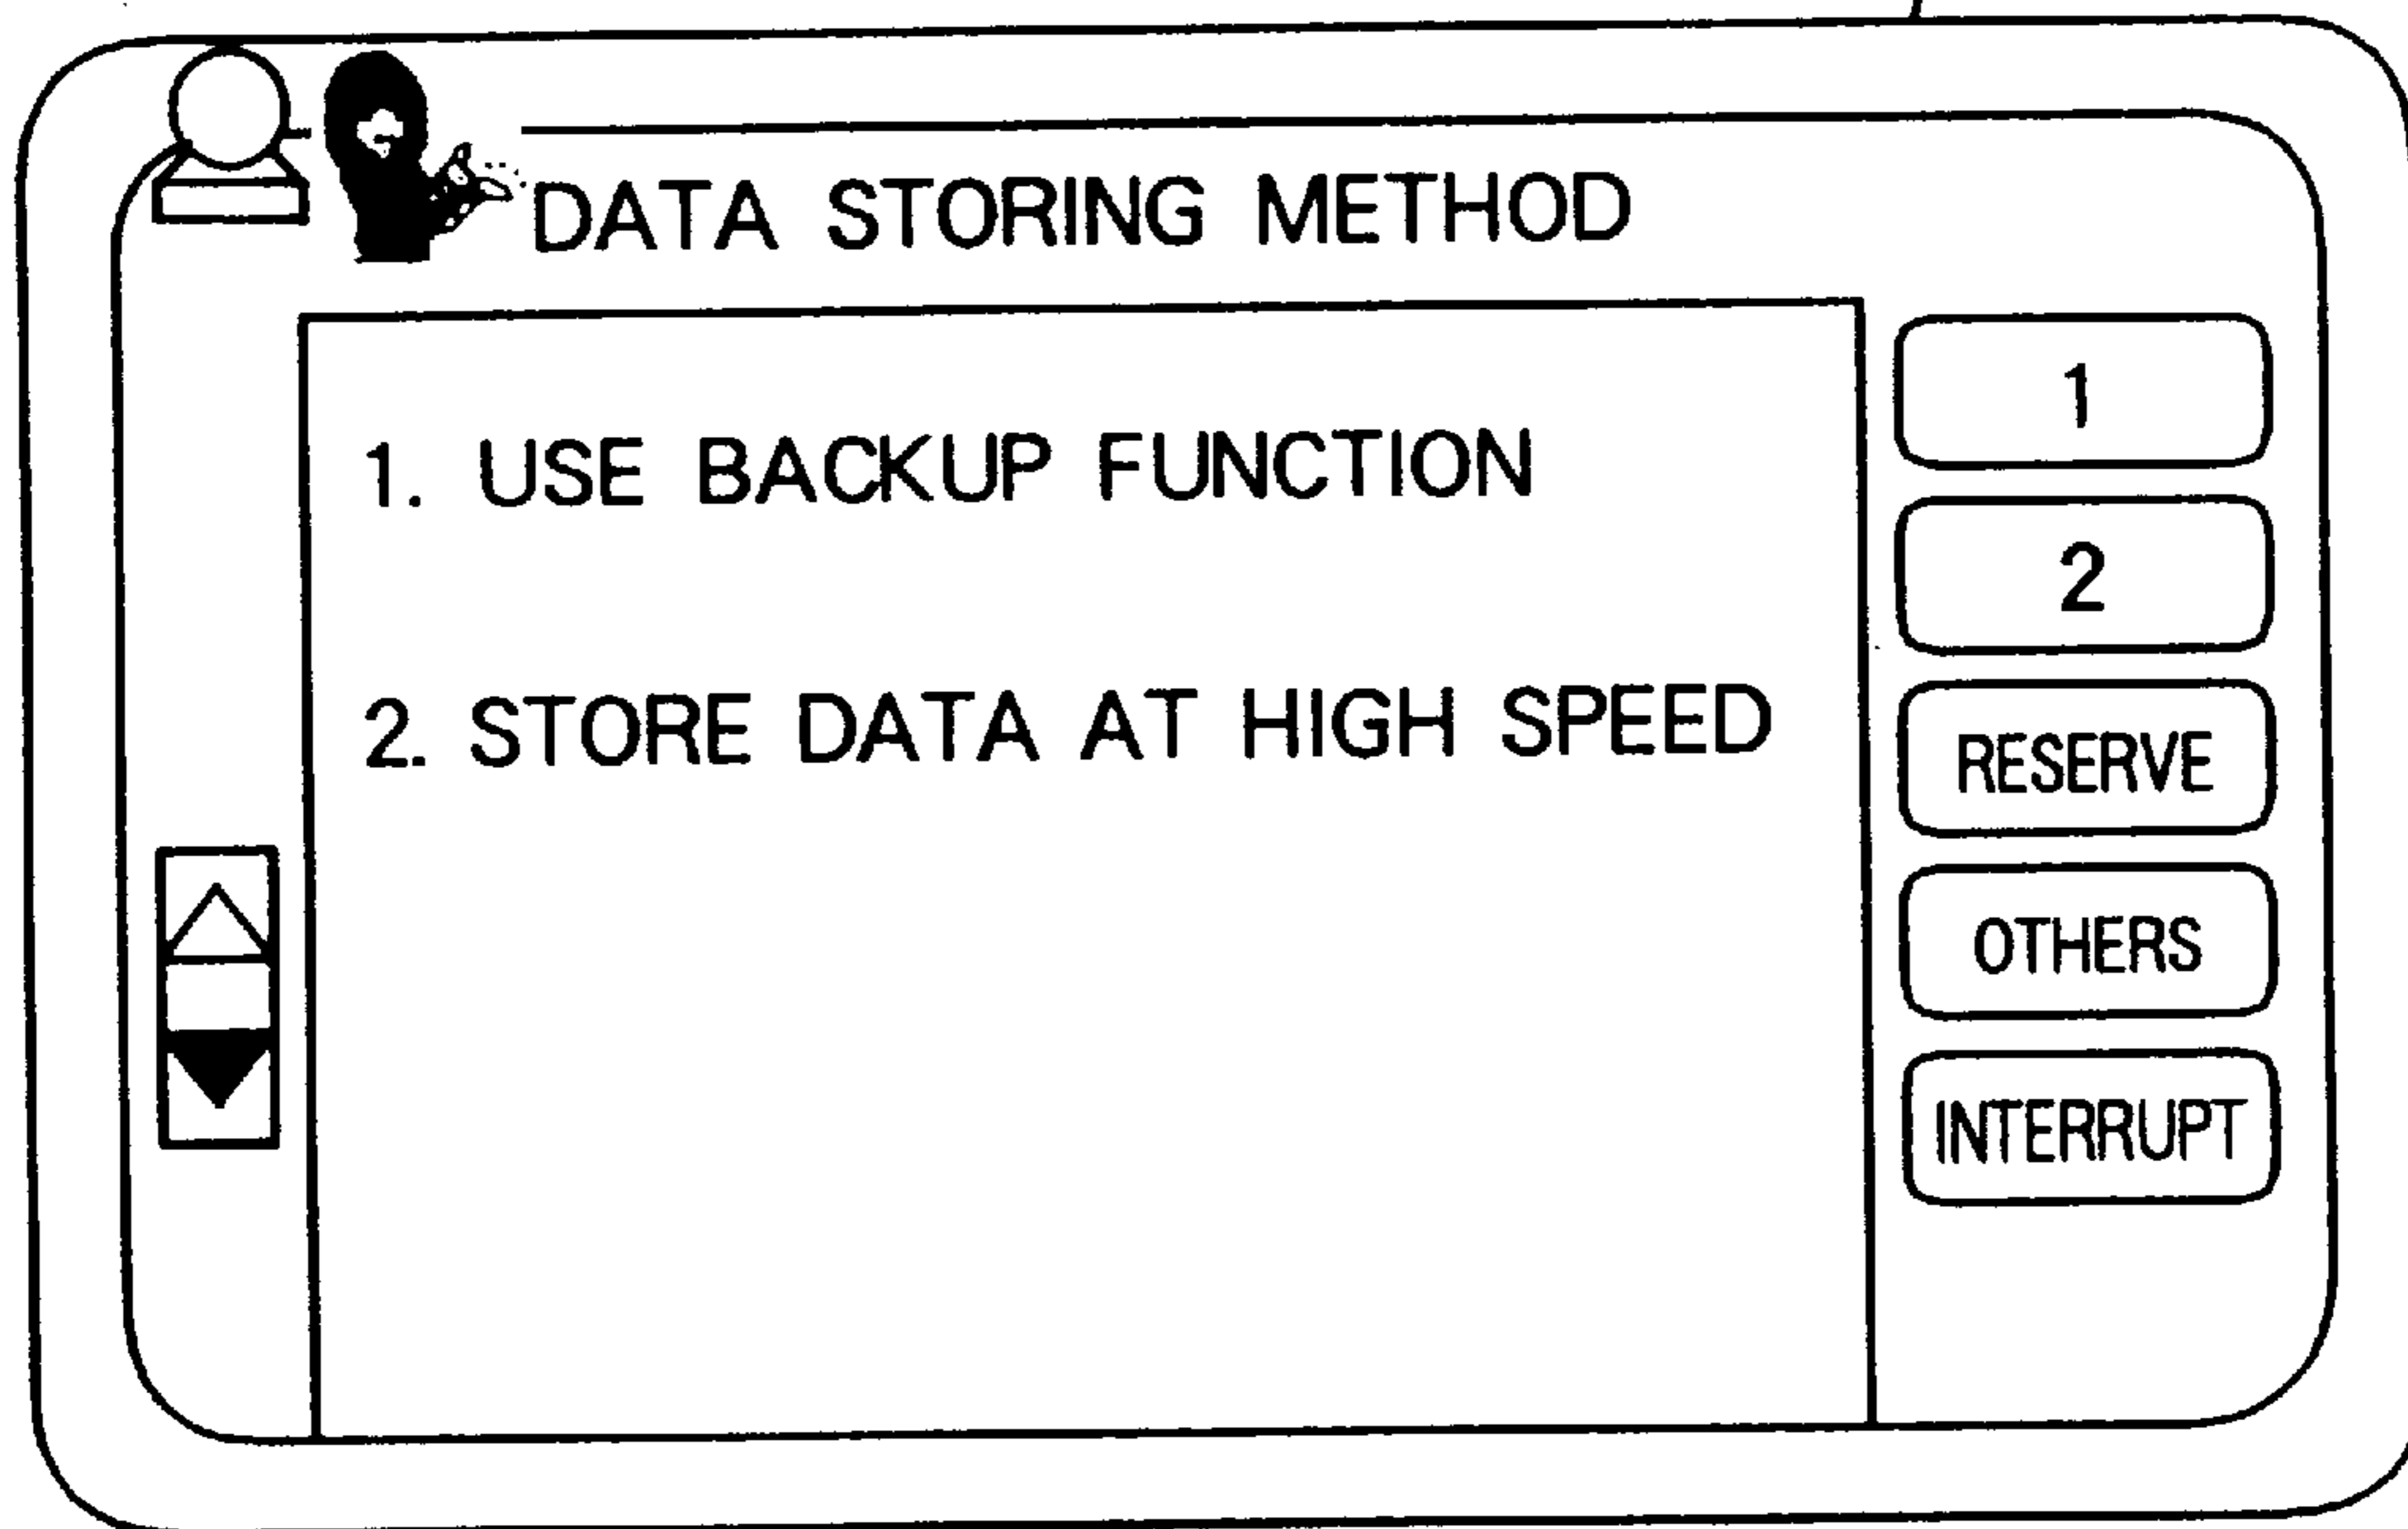 DATA STORING METHOD
1. USE BACKUP FUNCTION
2. STORE DATA AT HIGH SPEED
1
2
RESERVE
OTHERS
INTERRUPT